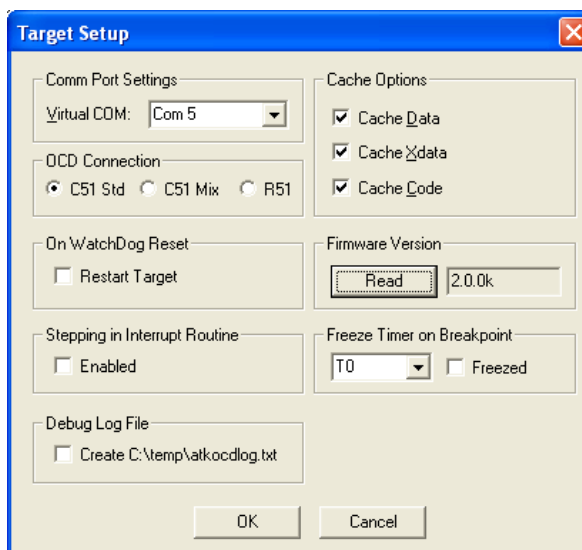 Target Setup
Comm Port Settings
Virtual COM: Com 5
OCD Connection
C51 Std C51 Mix R51
On WatchDog Reset
Restart Target
Stepping in Interrupt Routine
Enabled
Debug Log File
Create C:\temp\atkocdlog.txt
Cache Options
Cache Data
Cache Xdata
Cache Code
Firmware Version
Read 2.0.0k
Freeze Timer on Breakpoint
T0 Freezed
OK Cancel